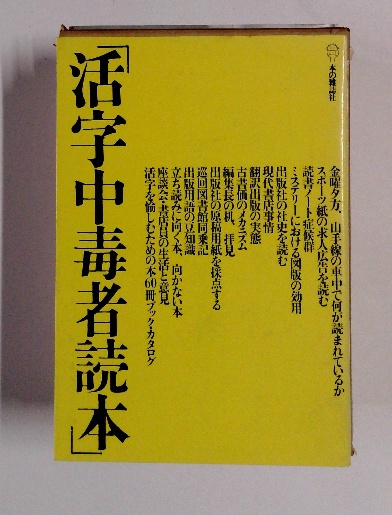 本の雑誌社
金曜夕方、山手線の車中で何が読まれているか
スポーツ紙の求人広告を読む
読書ノート症候群
ミステリーにおける図版の効用
出版社の社史を読む
現代書店事情
翻訳出版の実態
古書価のメカニズム
編集長の机、拝見
出版社の原稿用紙を採点する
巡回図書館同乗記
出版用語の豆知識
立ち読みに向く本、向かない本
座談会★書店員の生活と意見
活字を愉しむための本60冊ブック・カタログ
「活字中毒者読本」